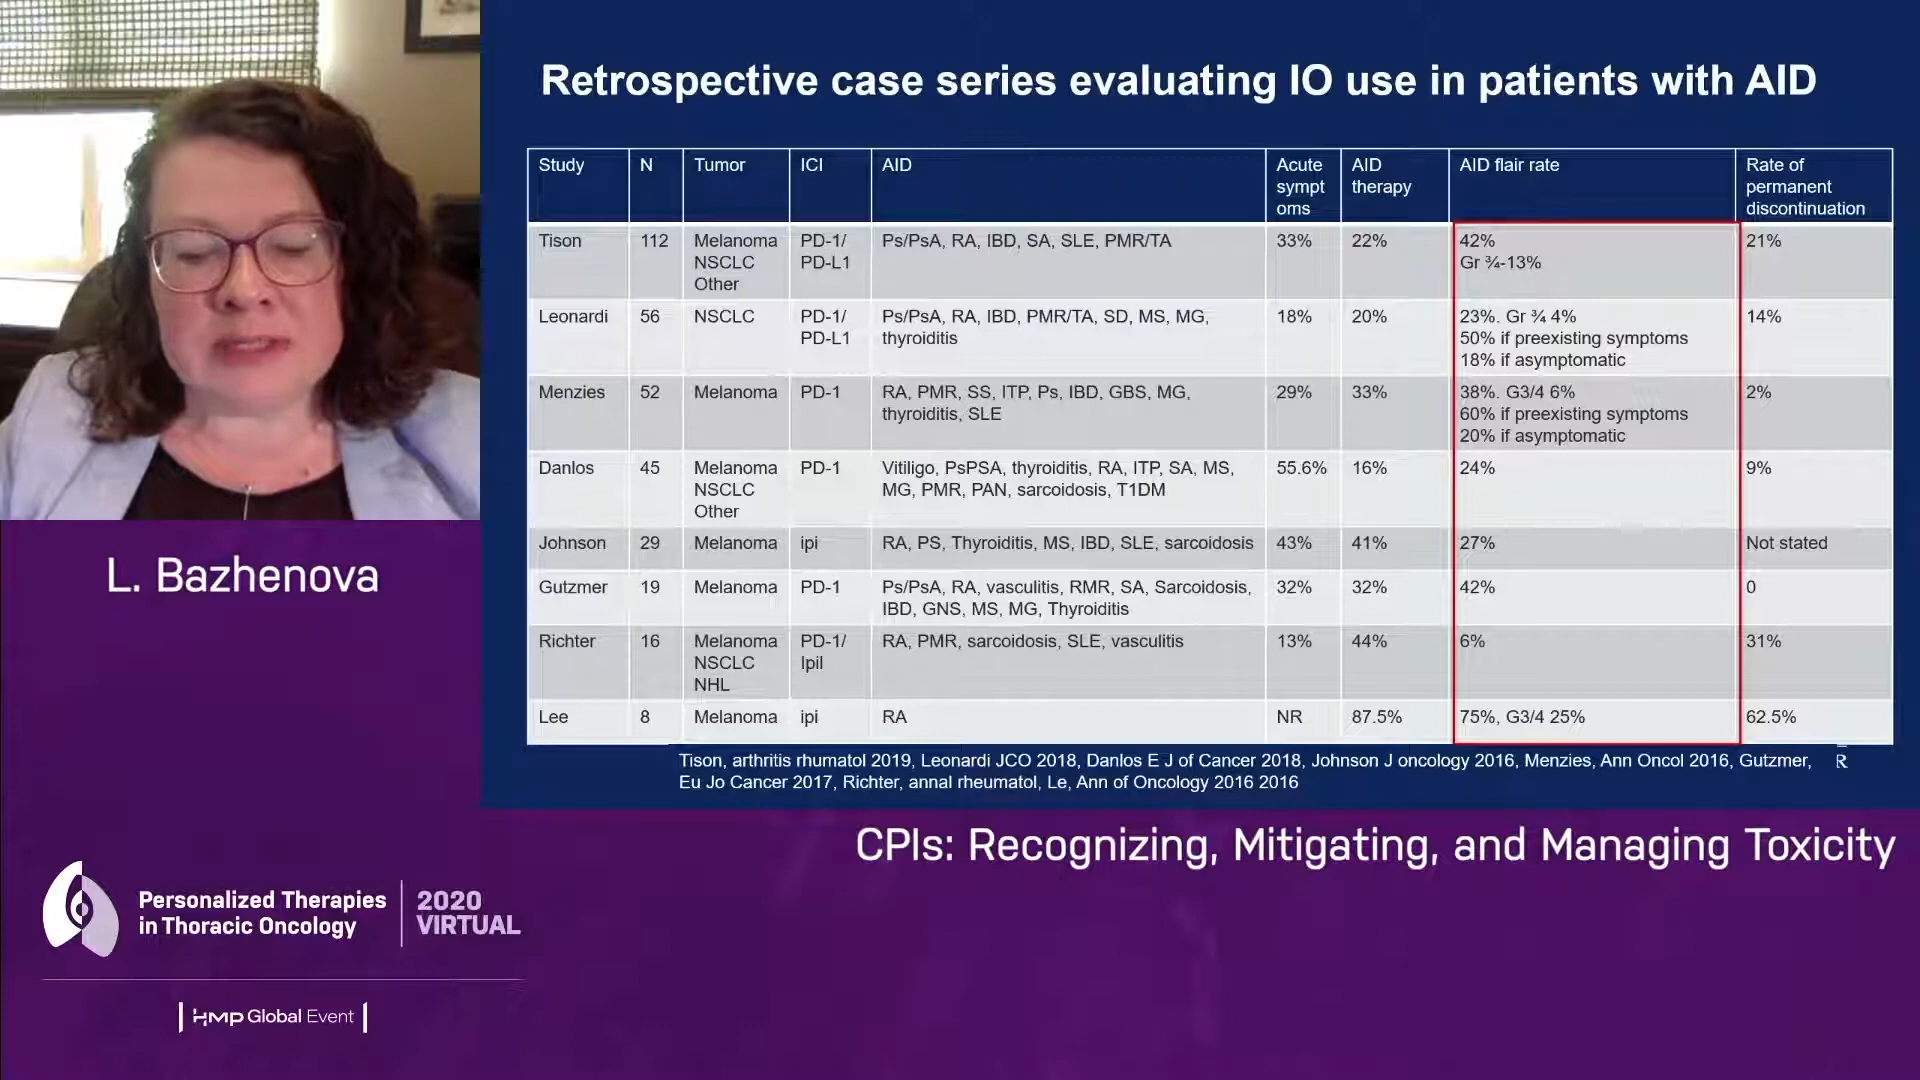 Retrospective case series evaluating IO use in patients with AID
Study N Tumor ICI AID Acute sympt oms AID therapy AID flair rate Rate of permanent discontinuation
Tison 112 Melanoma NSCLC Other PD-1/ PD-L1 Ps/PsA, RA, IBD, SA, SLE, PMR/TA 33% 22% 42% Gr ¾-13% 21%
Leonardi 56 NSCLC PD-1/ PD-L1 Ps/PsA, RA, IBD, PMR/TA, SD, MS, MG, thyroiditis 18% 20% 23%. Gr ¾ 4% 50% if preexisting symptoms 18% if asymptomatic 14%
Menzies 52 Melanoma PD-1 RA, PMR, SS, ITP, Ps, IBD, GBS, MG, thyroiditis, SLE 29% 33% 38%. G3/4 6% 60% if preexisting symptoms 20% if asymptomatic 2%
Danlos 45 Melanoma NSCLC Other PD-1 Vitiligo, PsPSA, thyroiditis, RA, ITP, SA, MS, MG, PMR, PAN, sarcoidosis, T1DM 55.6% 16% 24% 9%
Johnson 29 Melanoma ipi RA, PS, Thyroiditis, MS, IBD, SLE, sarcoidosis 43% 41% 27% Not stated
Gutzmer 19 Melanoma PD-1 Ps/PsA, RA, vasculitis, RMR, SA, Sarcoidosis, IBD, GNS, MS, MG, Thyroiditis 32% 32% 42% 0
Richter 16 Melanoma NSCLC NHL PD-1/ Ipil RA, PMR, sarcoidosis, SLE, vasculitis 13% 44% 6% 31%
Lee 8 Melanoma ipi RA NR 87.5% 75%, G3/4 25% 62.5%
Tison, arthritis rhumatol 2019, Leonardi JCO 2018, Danlos E J of Cancer 2018, Johnson J oncology 2016, Menzies, Ann Oncol 2016, Gutzmer,
Eu Jo Cancer 2017, Richter, annal rheumatol, Le, Ann of Oncology 2016 2016
R
L. Bazhenova
CPIs: Recognizing, Mitigating, and Managing Toxicity
Personalized Therapies
in Thoracic Oncology
2020
VIRTUAL
HMP Global Event